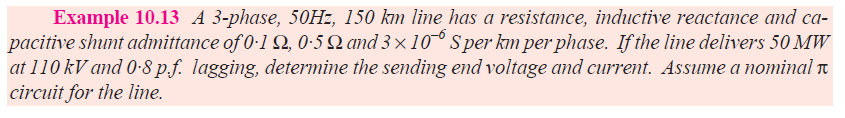 Example 10.13 A 3-phase, 50Hz, 150 km line has a resistance, inductive reactance and ca-
pacitive shunt admittance of 0·1 Ω, 0·5 Ω and 3 × 10⁻⁶ S per km per phase. If the line delivers 50 MW
at 110 kV and 0·8 p.f. lagging, determine the sending end voltage and current. Assume a nominal π
circuit for the line.